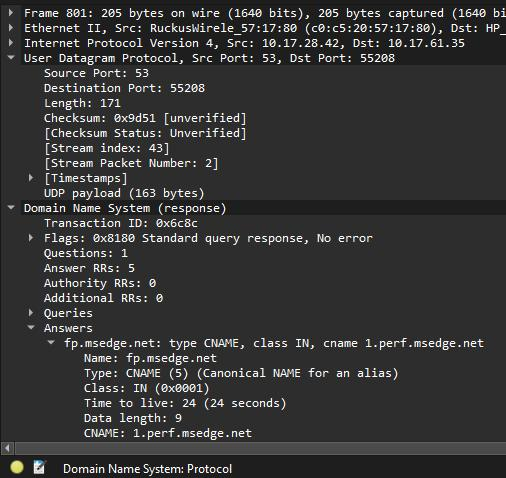 Frame 801: 205 bytes on wire (1640 bits), 205 bytes captured (1640 bi
Ethernet II, Src: RuckusWirele_57:17:80 (c0:c5:20:57:17:80), Dst: HP_
Internet Protocol Version 4, Src: 10.17.28.42, Dst: 10.17.61.35
User Datagram Protocol, Src Port: 53, Dst Port: 55208
Source Port: 53
Destination Port: 55208
Length: 171
Checksum: 0x9d51 [unverified]
[Checksum Status: Unverified]
[Stream index: 43]
[Stream Packet Number: 2]
[Timestamps]
UDP payload (163 bytes)
Domain Name System (response)
Transaction ID: 0x6c8c
Flags: 0x8180 Standard query response, No error
Questions: 1
Answer RRs: 5
Authority RRs: 0
Additional RRs: 0
Queries
Answers
fp.msedge.net: type CNAME, class IN, cname 1.perf.msedge.net
Name: fp.msedge.net
Type: CNAME (5) (Canonical NAME for an alias)
Class: IN (0x0001)
Time to live: 24 (24 seconds)
Data length: 9
CNAME: 1.perf.msedge.net
Domain Name System: Protocol